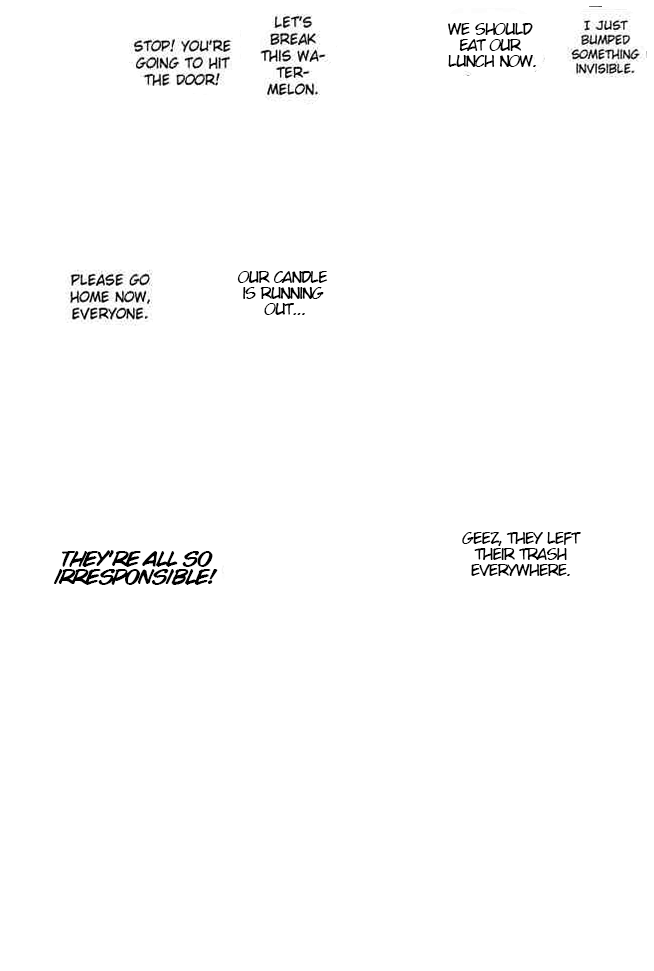 I JUST
BUMPED
SOMETHING
INVISIBLE.
WE SHOULD
EAT OUR
LUNCH NOW.
LET'S
BREAK
THIS WA-
TER-
MELON.
STOP! YOU'RE
GOING TO HIT
THE DOOR!
OUR CANDLE
IS RUNNING
OUT...
PLEASE GO
HOME NOW,
EVERYONE.
GEEZ, THEY LEFT
THEIR TRASH
EVERYWHERE.
THEY'RE ALL SO
IRRESPONSIBLE!